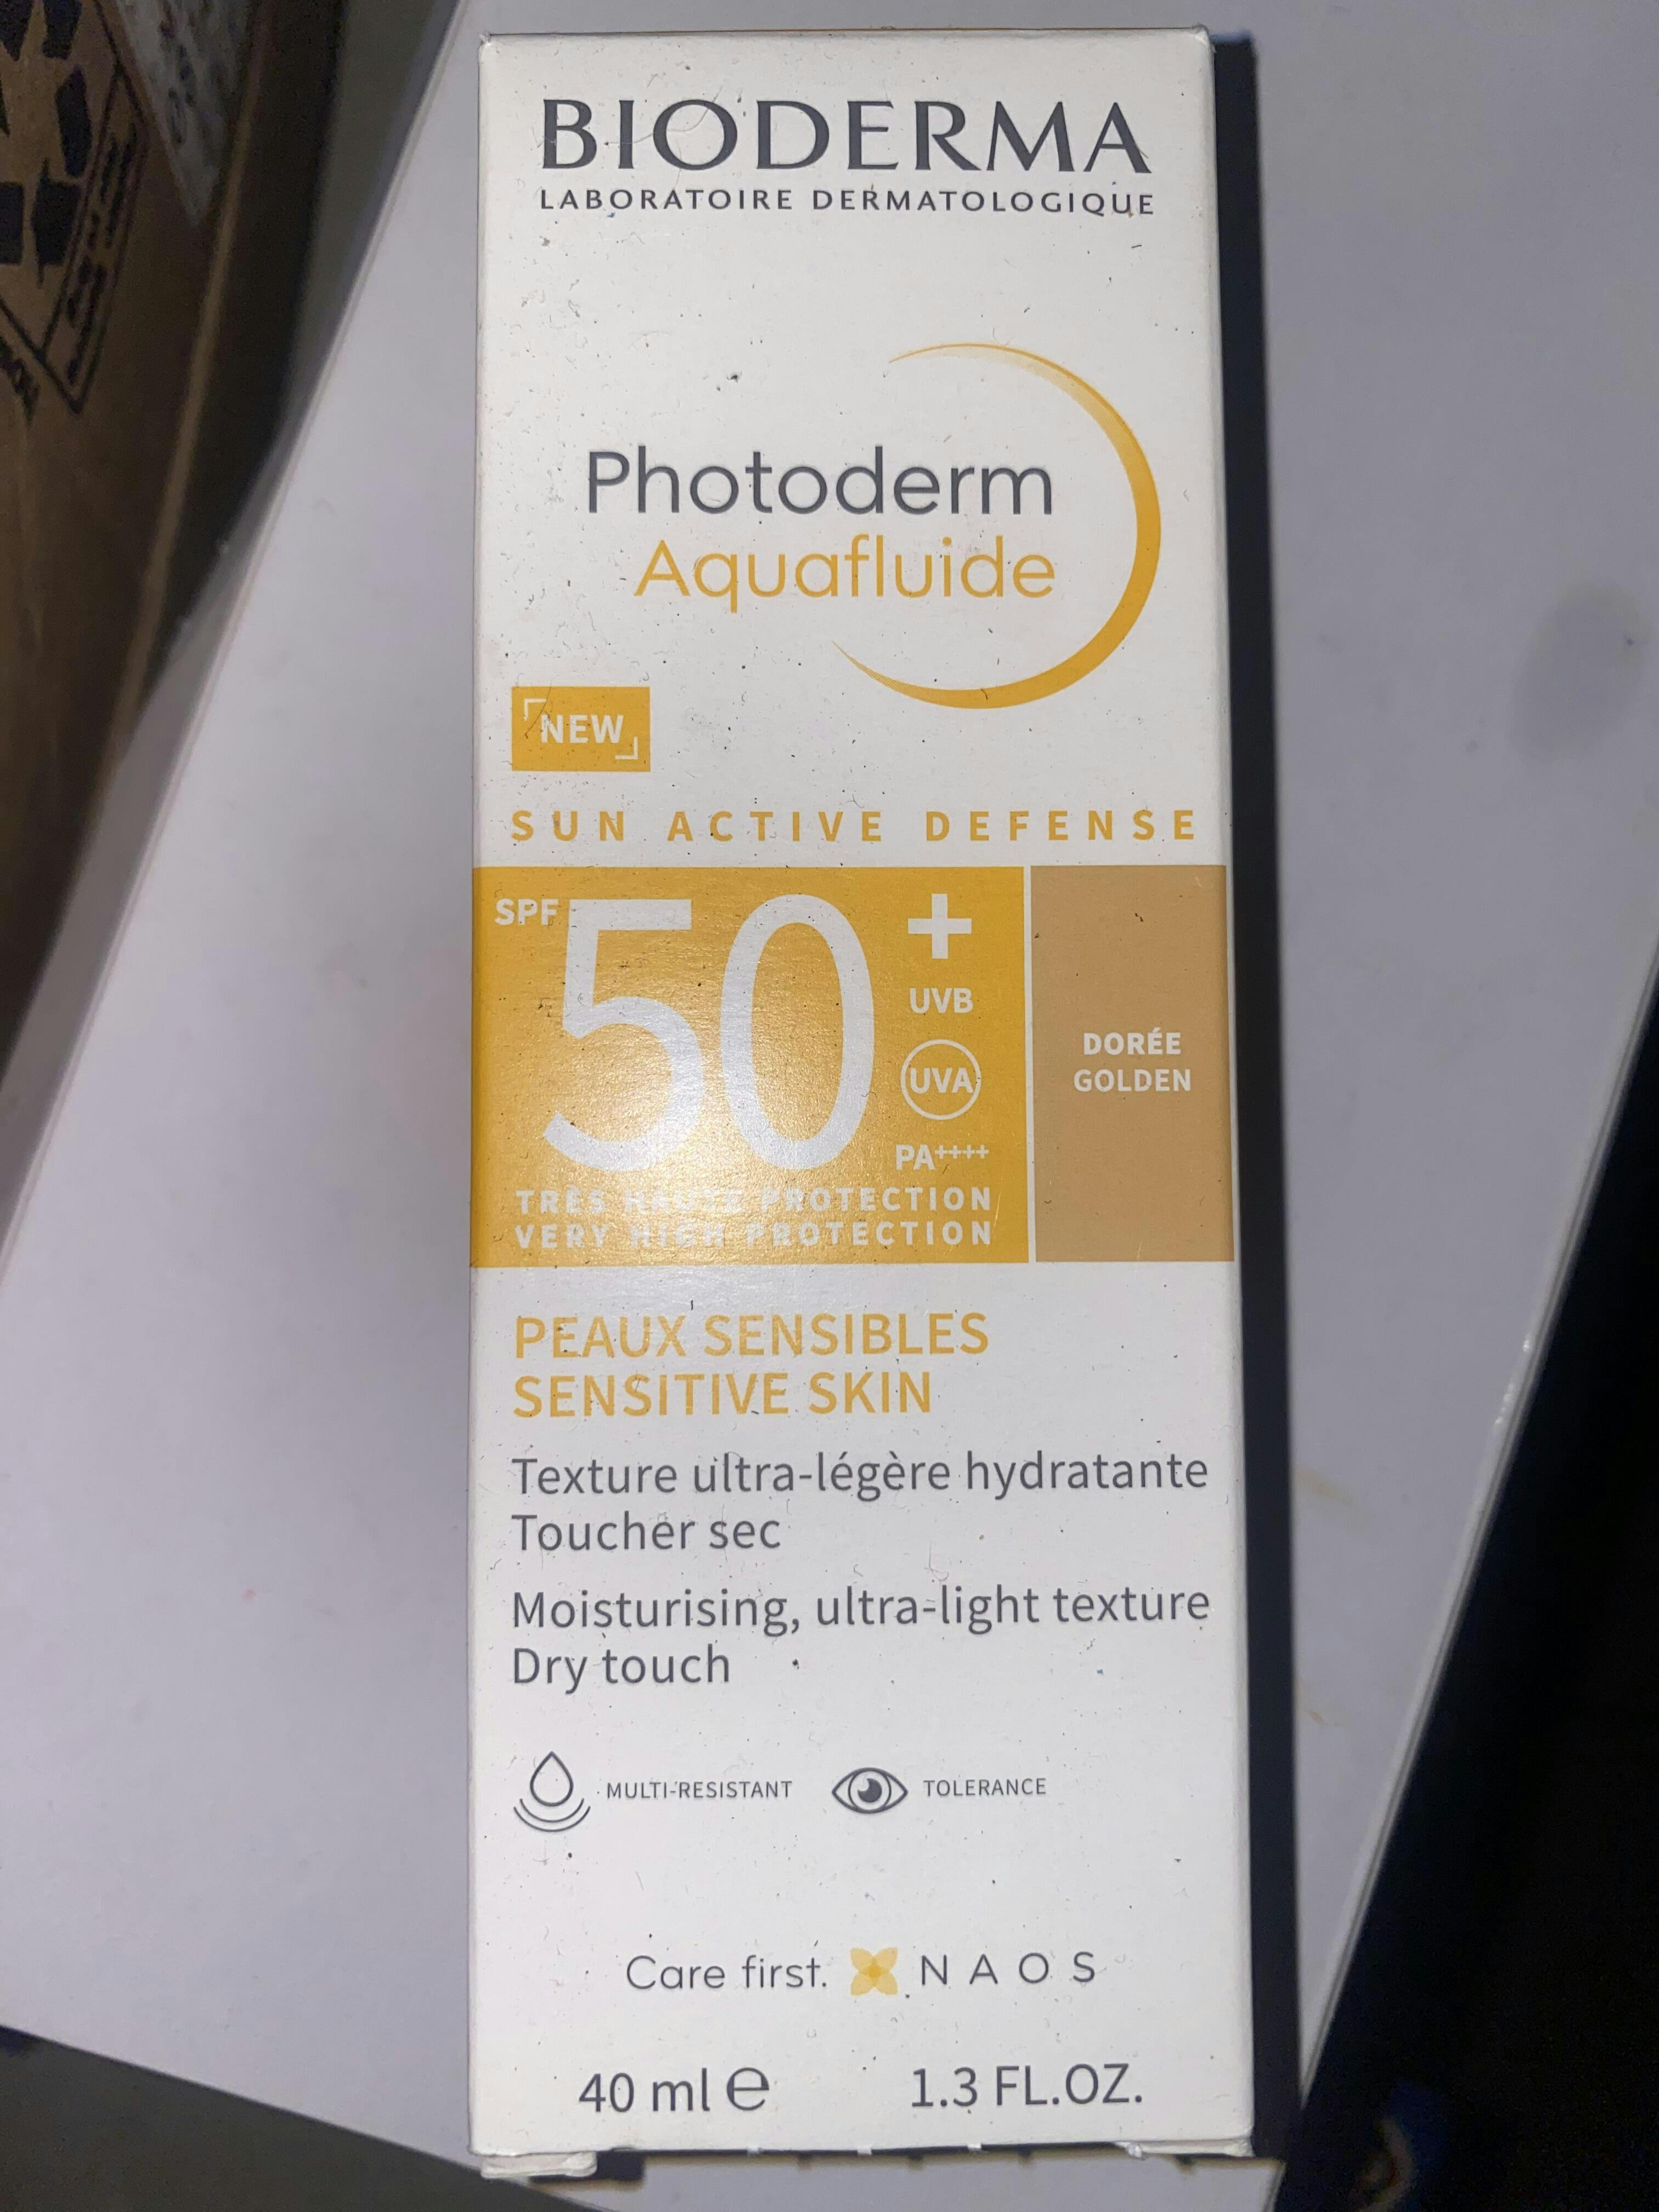 BIODERMA
LABORATOIRE DERMATOLOGIQUE
Photoderm
Aquafluide
NEW
SUN ACTIVE DEFENSE
SPF 50+
UVB
UVA
PA++++
TRÈS HAUTE PROTECTION
VERY HIGH PROTECTION
DORÉE
GOLDEN
PEAUX SENSIBLES
SENSITIVE SKIN
Texture ultra-légère hydratante
Toucher sec
Moisturising, ultra-light texture
Dry touch
MULTI-RESISTANT
TOLERANCE
Care first. NAOS
40 ml e 1.3 FL.OZ.